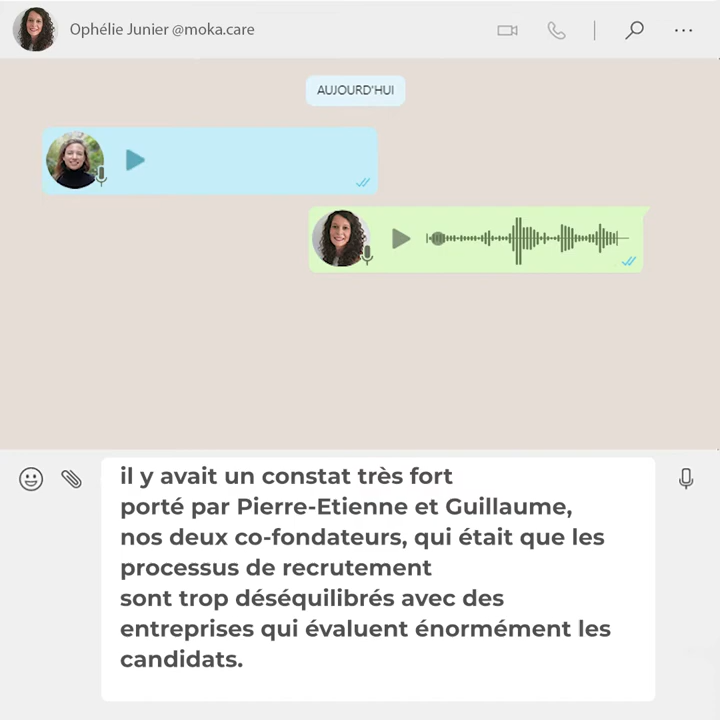 Ophélie Junier @moka.care
AUJOURD'HUI
il y avait un constat très fort
porté par Pierre-Etienne et Guillaume,
nos deux co-fondateurs, qui était que les
processus de recrutement
sont trop déséquilibrés avec des
entreprises qui évaluent énormément les
candidats.